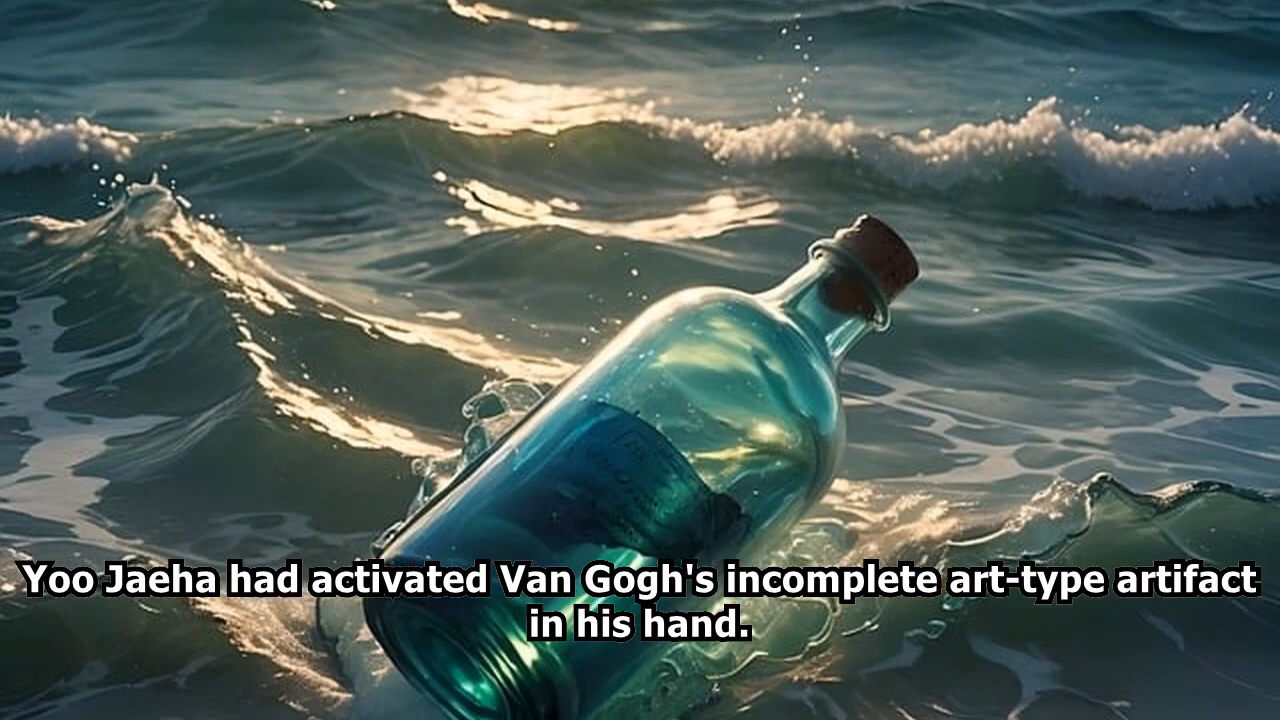 Yoo Jaeha had activated Van Gogh's incomplete art-type artifact
in his hand.